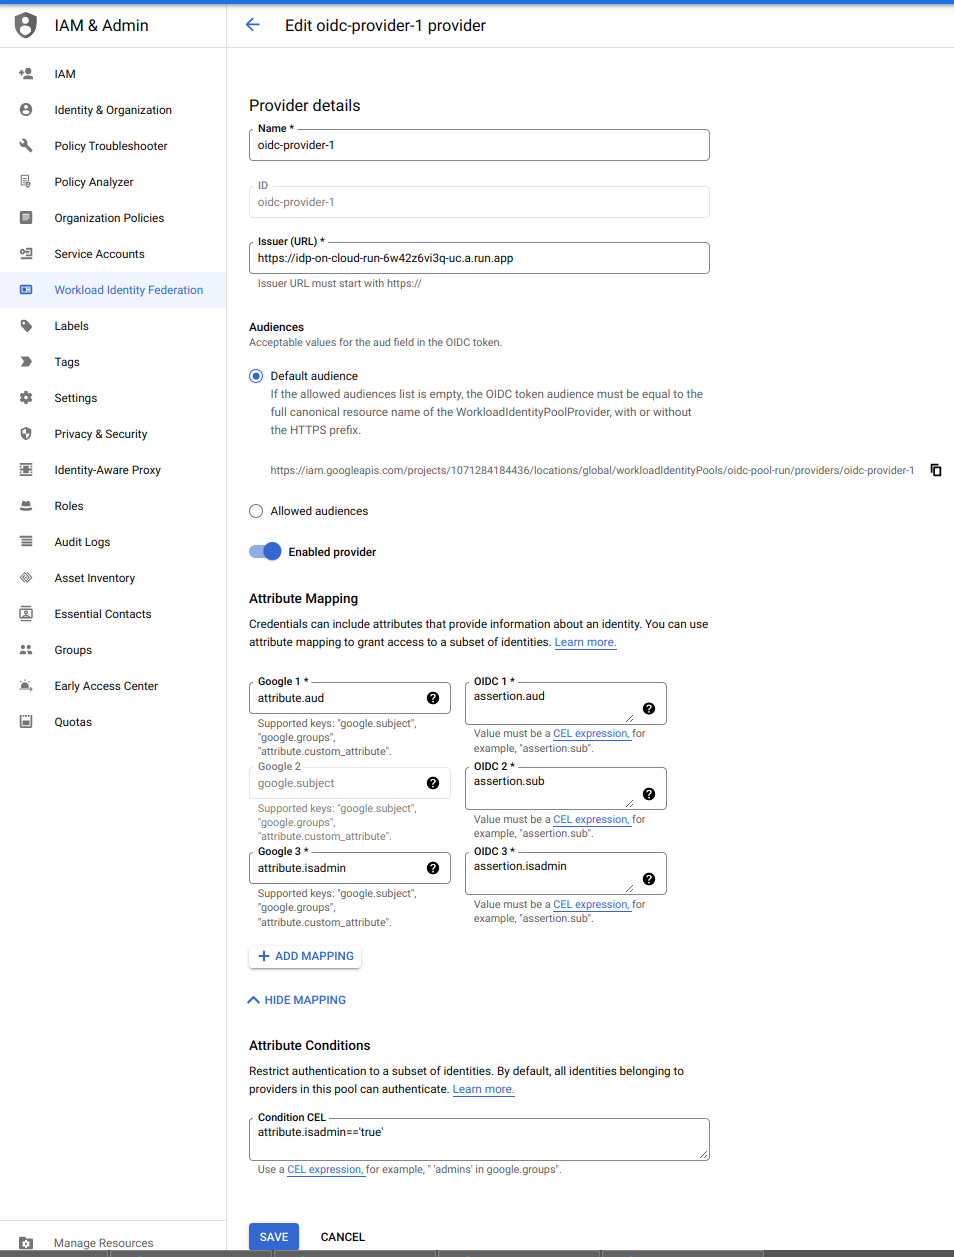 IAM & Admin
Edit oidc-provider-1 provider
IAM
Identity & Organization
Policy Troubleshooter
Policy Analyzer
Organization Policies
Service Accounts
Workload Identity Federation
Labels
Tags
Settings
Privacy & Security
Identity-Aware Proxy
Roles
Audit Logs
Asset Inventory
Essential Contacts
Groups
Early Access Center
Quotas
Manage Resources
Provider details
Name *
oidc-provider-1
ID
oidc-provider-1
Issuer (URL) *
https://idp-on-cloud-run-6w42z6vi3q-uc.a.run.app
Issuer URL must start with https://
Audiences
Acceptable values for the aud field in the OIDC token.
Default audience
If the allowed audiences list is empty, the OIDC token audience must be equal to the
full canonical resource name of the WorkloadIdentityPoolProvider, with or without
the HTTPS prefix.
https://iam.googleapis.com/projects/1071284184436/locations/global/workloadIdentityPools/oidc-pool-run/providers/oidc-provider-1
Allowed audiences
Enabled provider
Attribute Mapping
Credentials can include attributes that provide information about an identity. You can use
attribute mapping to grant access to a subset of identities. Learn more.
Google 1 *
attribute.aud
Supported keys: "google.subject",
"google.groups",
"attribute.custom_attribute".
OIDC 1 *
assertion.aud
Value must be a CEL expression, for
example, "assertion.sub".
Google 2
google.subject
Supported keys: "google.subject",
"google.groups",
"attribute.custom_attribute".
OIDC 2 *
assertion.sub
Value must be a CEL expression, for
example, "assertion.sub".
Google 3 *
attribute.isadmin
Supported keys: "google.subject",
"google.groups",
"attribute.custom_attribute".
OIDC 3 *
assertion.isadmin
Value must be a CEL expression, for
example, "assertion.sub".
ADD MAPPING
HIDE MAPPING
Attribute Conditions
Restrict authentication to a subset of identities. By default, all identities belonging to
providers in this pool can authenticate. Learn more.
Condition CEL
attribute.isadmin=='true'
Use a CEL expression, for example, " 'admins' in google.groups".
SAVE
CANCEL